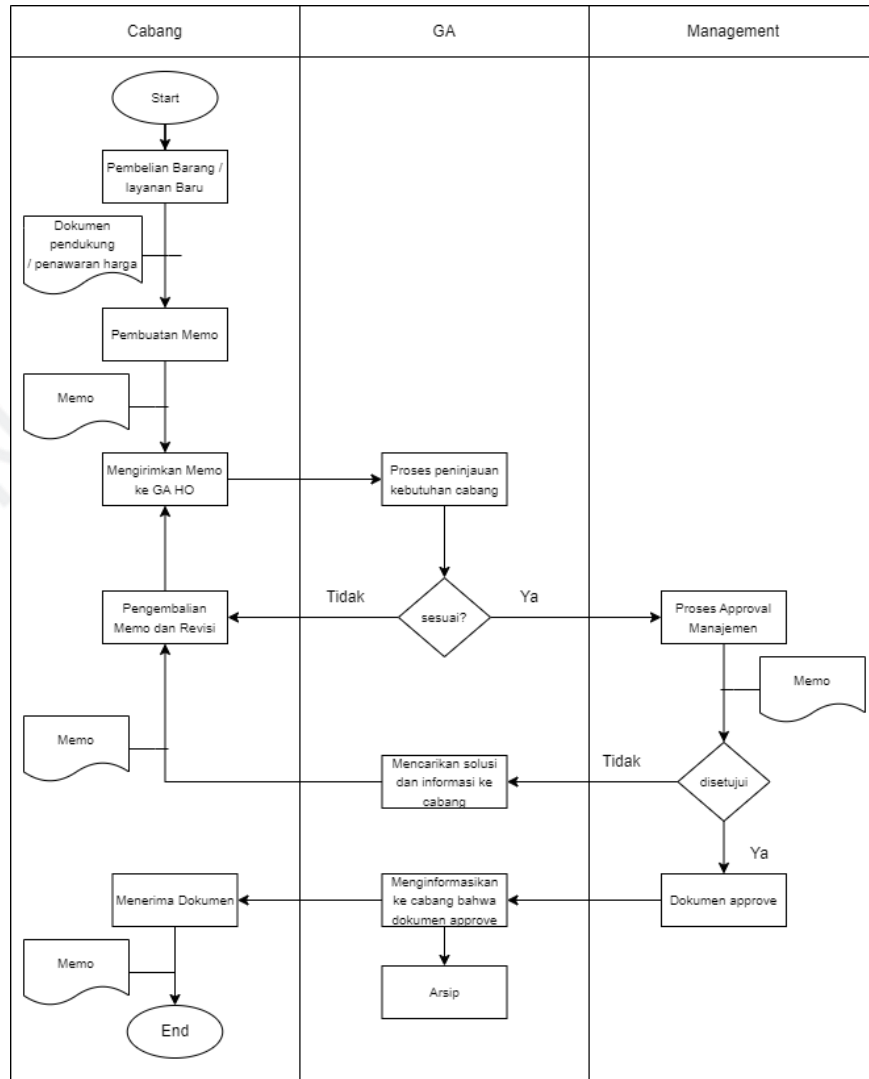 Cabang
GA
Management
Start
Pembelian Barang /
layanan Baru
Dokumen
pendukung
/ penawaran harga
Pembuatan Memo
Memo
Mengirimkan Memo
ke GA HO
Proses peninjauan
kebutuhan cabang
Pengembalian
Memo dan Revisi
Tidak
sesuai?
Ya
Proses Approval
Manajemen
Memo
Memo
Mencarikan solusi
dan informasi ke
cabang
Tidak
disetujui
Ya
Menerima Dokumen
Menginformasikan
ke cabang bahwa
dokumen approve
Dokumen approve
Memo
Arsip
End